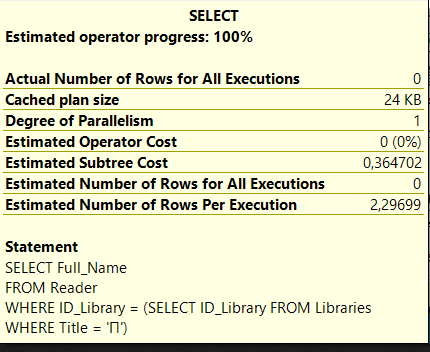 SELECT
Estimated operator progress: 100%
Actual Number of Rows for All Executions 0
Cached plan size 24 KB
Degree of Parallelism 1
Estimated Operator Cost 0 (0%)
Estimated Subtree Cost 0,364702
Estimated Number of Rows for All Executions 0
Estimated Number of Rows Per Execution 2,29699
Statement
SELECT Full_Name
FROM Reader
WHERE ID_Library = (SELECT ID_Library FROM Libraries
WHERE Title = 'П')